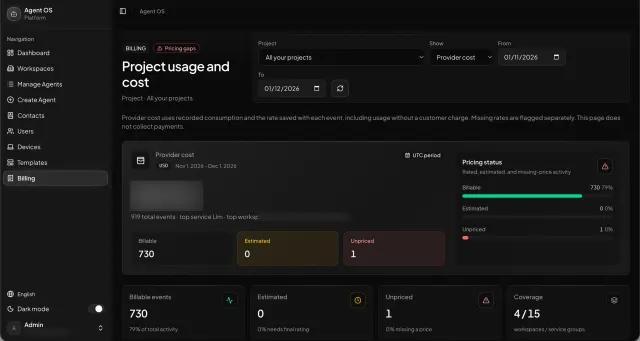 Agent OS
Platform
Agent OS
Navigation
Dashboard
Workspaces
Manage Agents
Create Agent
Contacts
Users
Devices
Templates
Billing
English
Dark mode
A
Admin
BILLING
Pricing gaps
Project usage and
cost
Project · All your projects
Project
All your projects
Show
Provider cost
From
01/11/2026
To
01/12/2026
Provider cost uses recorded consumption and the rate saved with each event, including usage without a customer charge. Missing rates are flagged separately. This page does
not collect payments.
Provider cost
USD Nov 1, 2026 - Dec 1, 2026
UTC period
919 total events · top service Llm · top worksp
Billable
730
Estimated
0
Unpriced
1
Pricing status
Rated, estimated, and missing-price activity
Billable 730 79%
Estimated 0 0%
Unpriced 1 0%
Billable events
730
79% of total activity
Estimated
0
0% needs final rating
Unpriced
1
0% missing a price
Coverage
4 / 15
workspaces / service groups